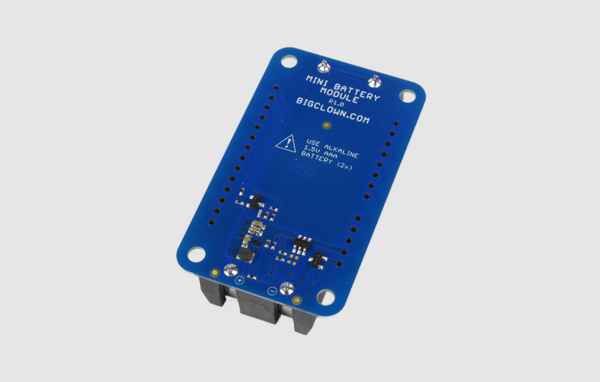 MINI BATTERY
MODULE
R1.0
BIGCLOWN.COM
USE ALKALINE
1.5V AAA
BATTERY (2x)
+
-